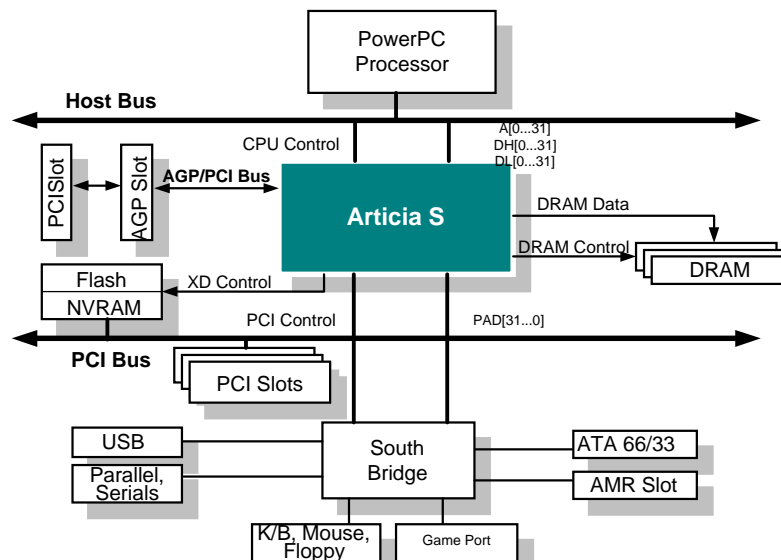 PowerPC
Processor
Host Bus
CPU Control
A[0...31]
DH[0...31]
DL[0...31]
PCISlot
AGP Slot
AGP/PCI Bus
Articia S
DRAM Data
DRAM Control
DRAM
Flash
NVRAM
XD Control
PCI Control
PAD[31...0]
PCI Bus
PCI Slots
USB
Parallel,
Serials
South
Bridge
ATA 66/33
AMR Slot
K/B, Mouse,
Floppy
Game Port